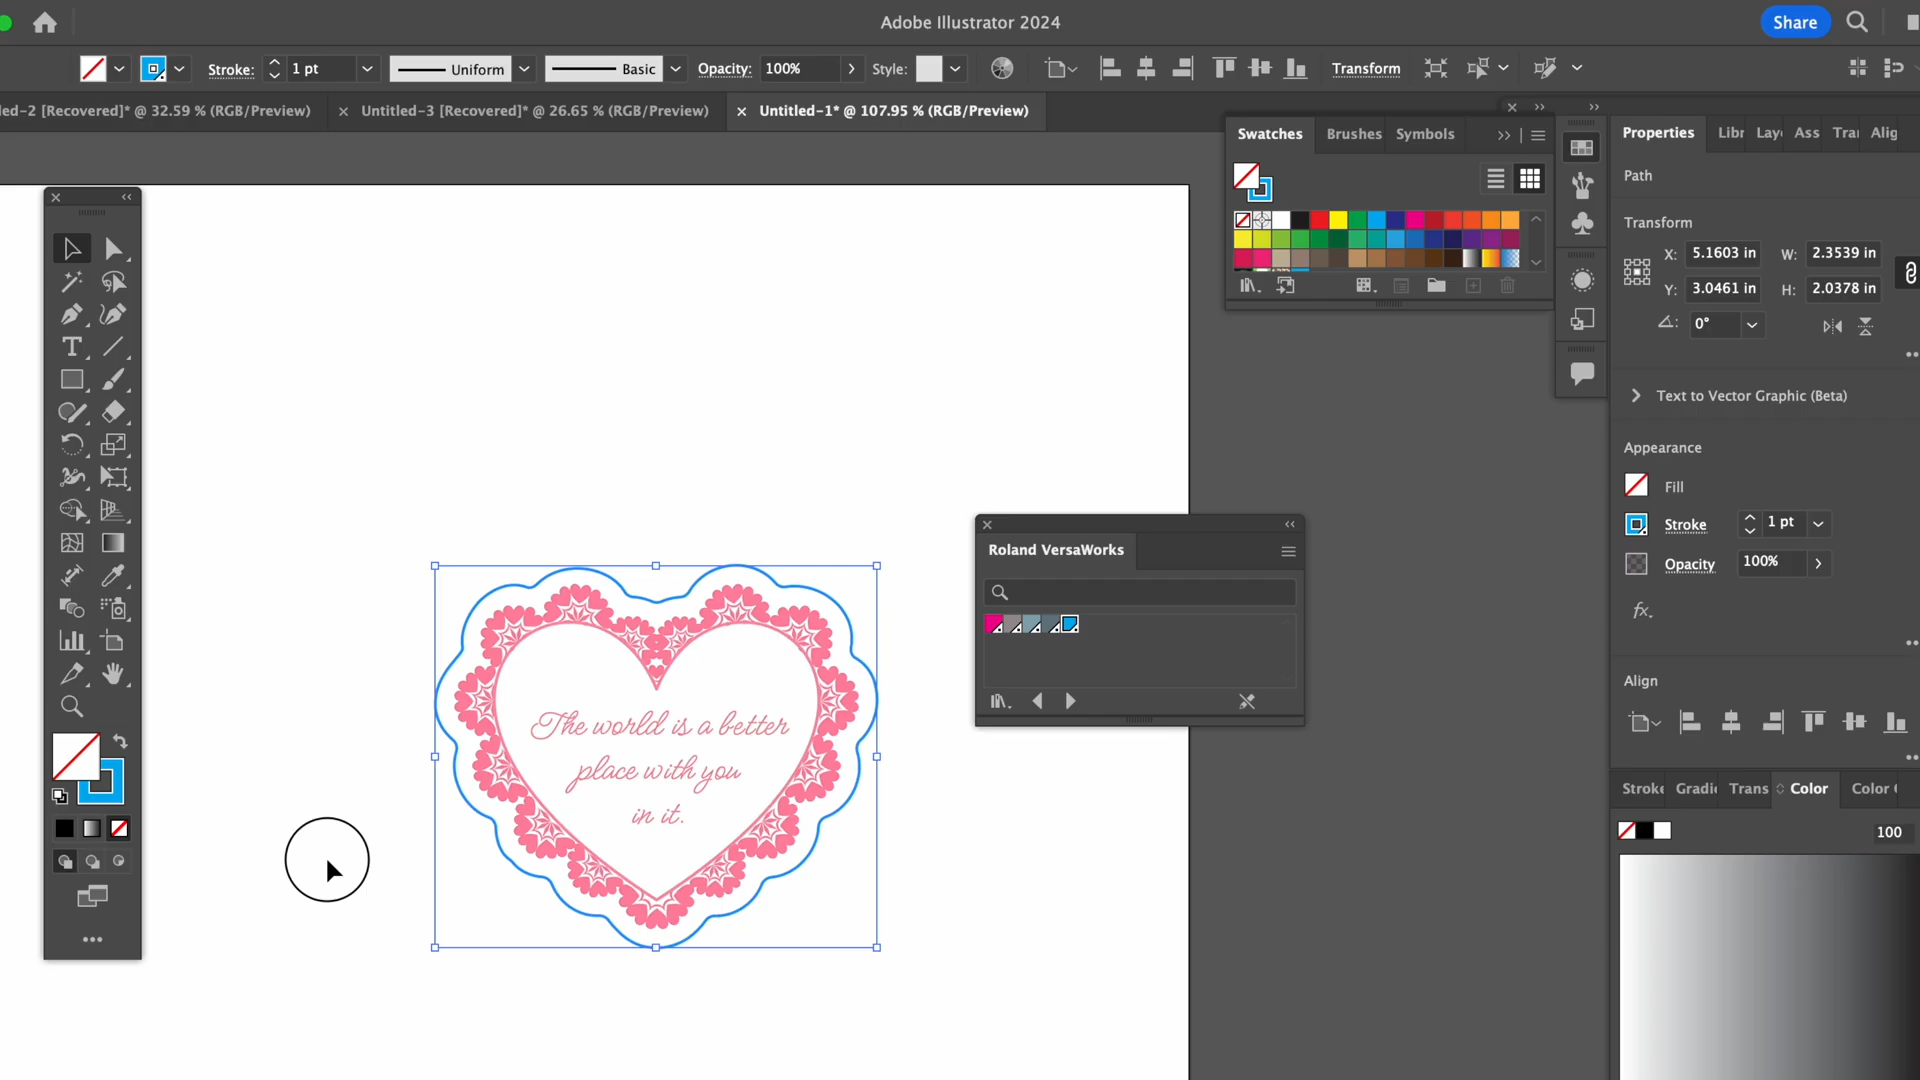 Adobe Illustrator 2024
Share
Stroke: 1 pt Uniform Basic Opacity: 100% Style: Transform
led-2 [Recovered]* @ 32.59 % (RGB/Preview) Untitled-3 [Recovered]* @ 26.65 % (RGB/Preview) Untitled-1* @ 107.95 % (RGB/Preview)
Swatches Brushes Symbols
Properties Libr Laye Ass Tra Alig
Path
Transform
X: 5.1603 in W: 2.3539 in
Y: 3.0461 in H: 2.0378 in
0°
Text to Vector Graphic (Beta)
Appearance
Fill
Stroke 1 pt
Opacity 100%
fx.
Align
Roland VersaWorks
The world is a better
place with you
in it.
Stroke Gradi Trans Color Color
100